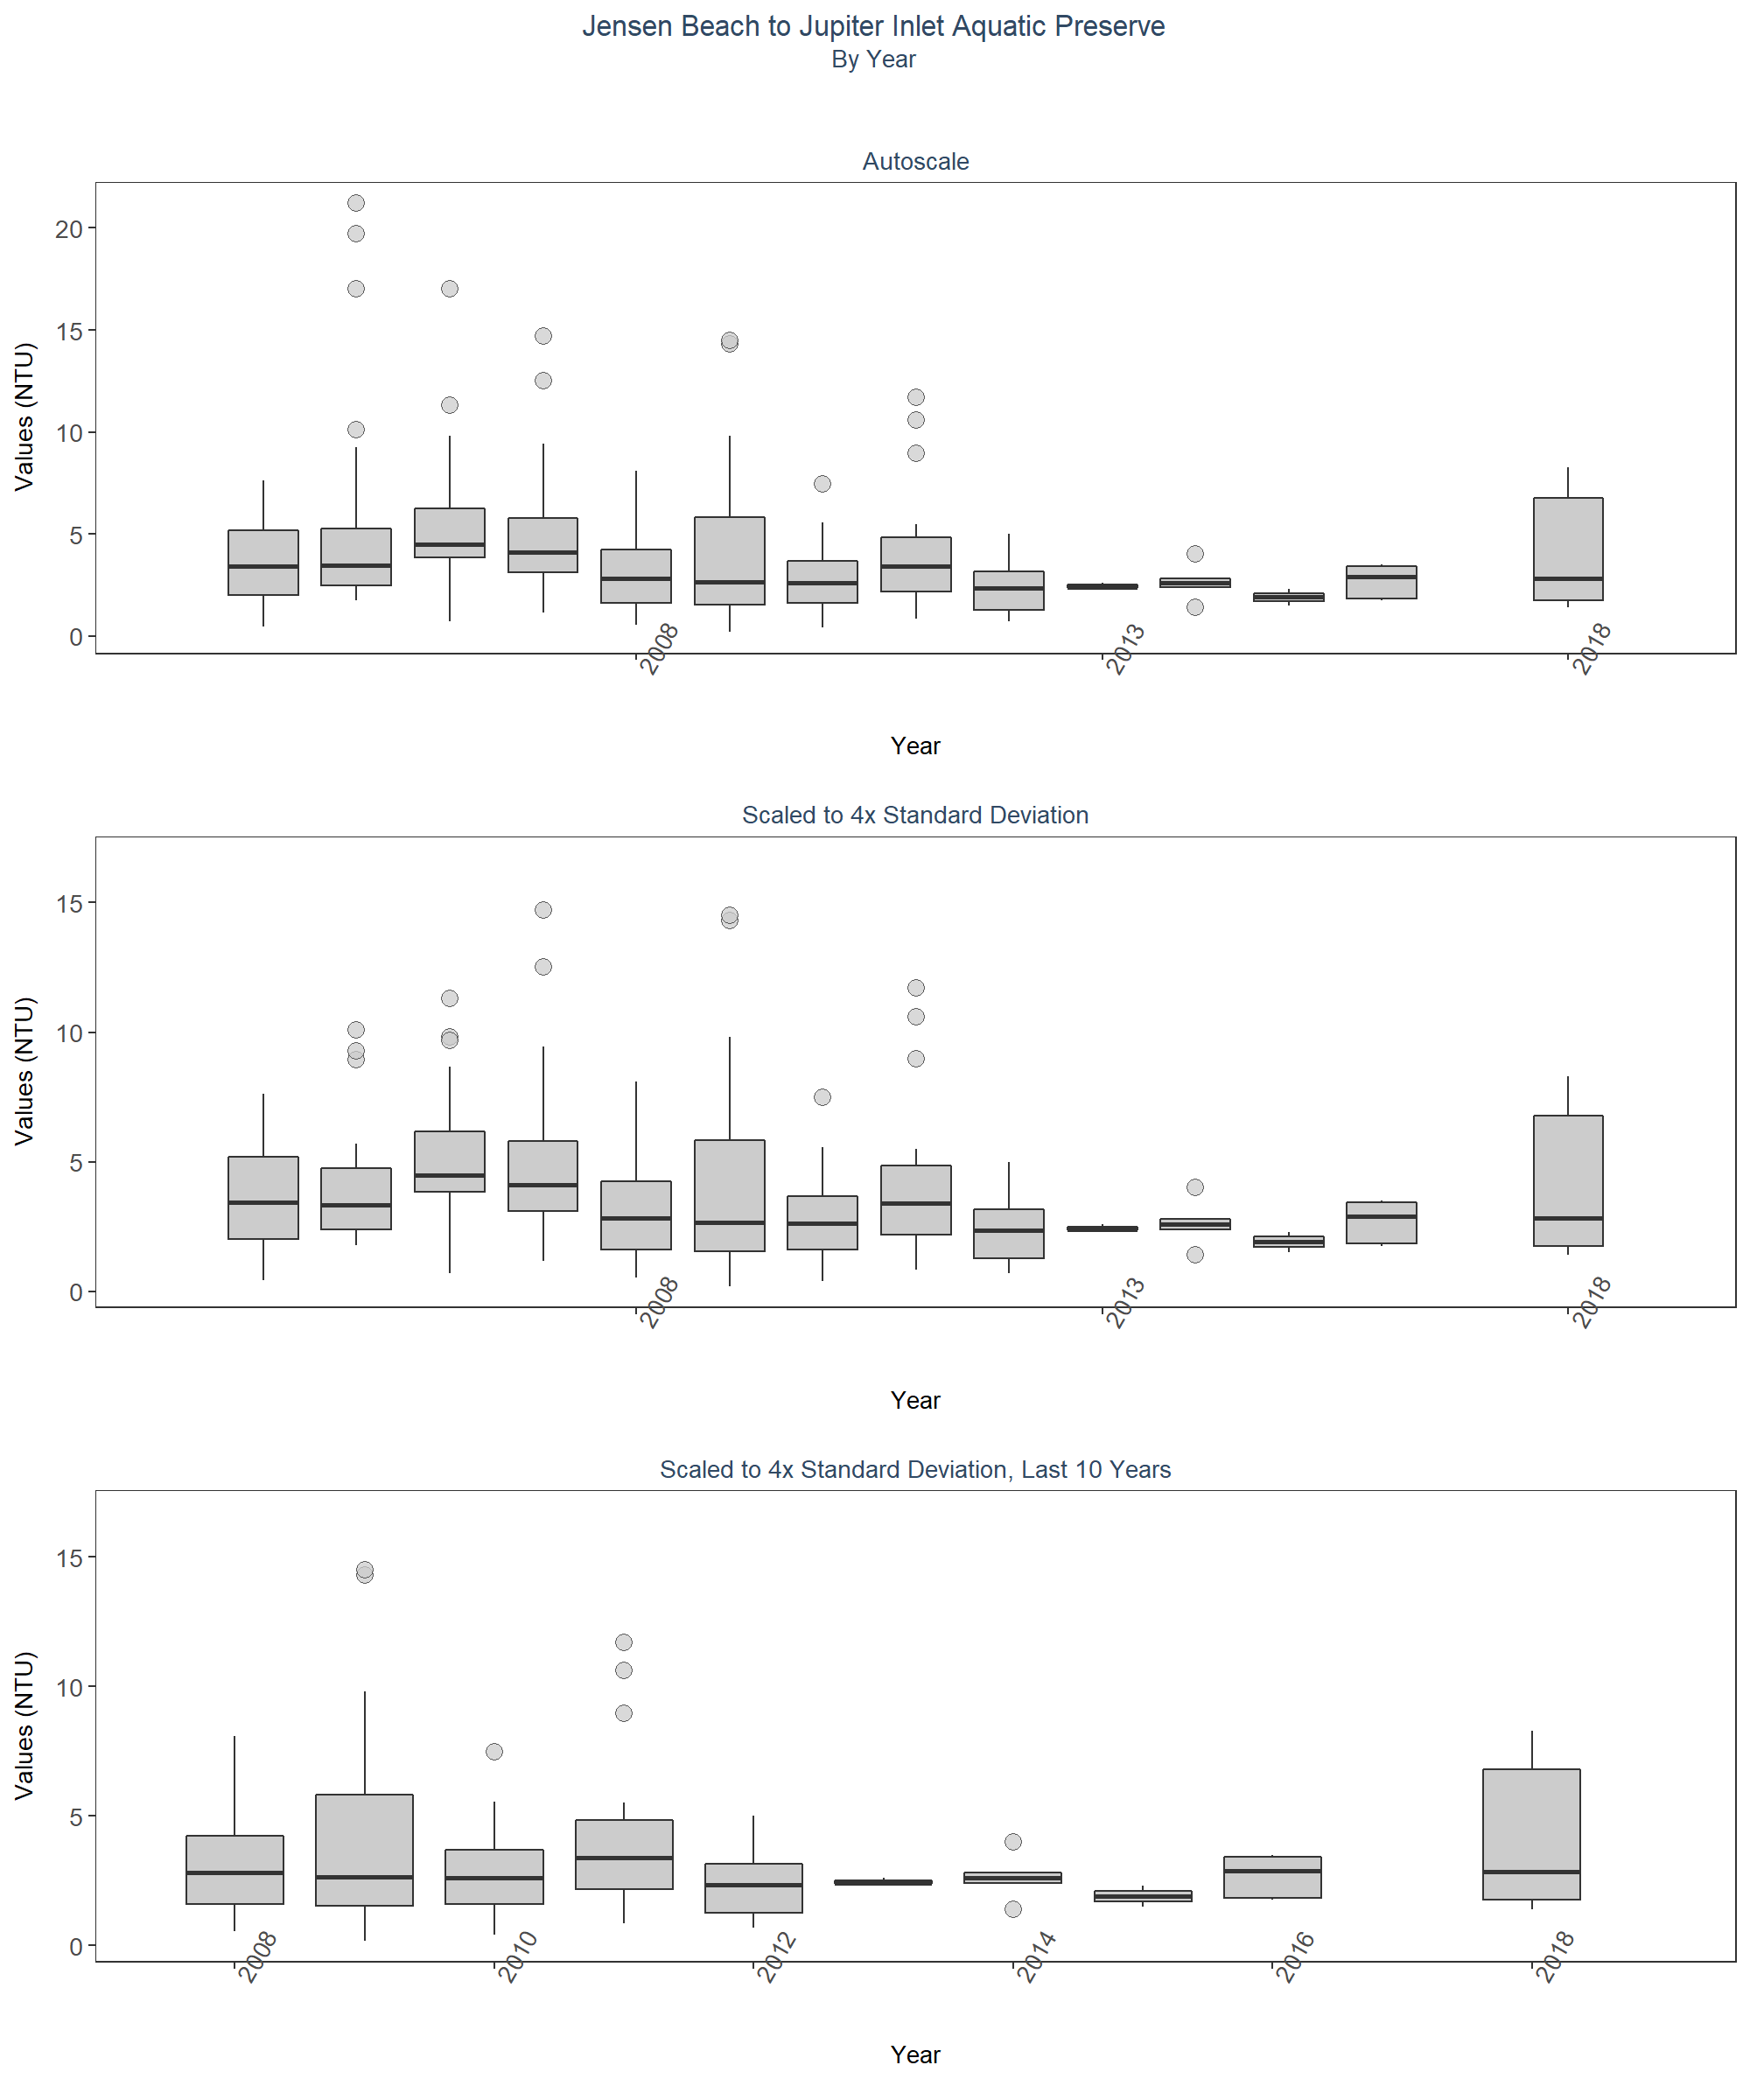 Jensen Beach to Jupiter Inlet Aquatic Preserve
By Year
Autoscale
Values (NTU)
20
15
10
5
0
2008
2013
2018
Year
Scaled to 4x Standard Deviation
Values (NTU)
15
10
5
0
2008
2013
2018
Year
Scaled to 4x Standard Deviation, Last 10 Years
Values (NTU)
15
10
5
0
2008
2010
2012
2014
2016
2018
Year